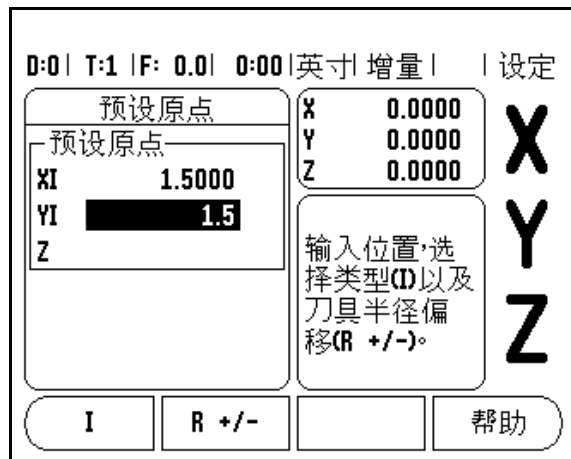 D:0 | T:1 | F: 0.0 | 0:00 | 英寸 | 增量 | | 设定
预设原点
预设原点
XI 1.5000
YI 1.5
Z
X 0.0000
Y 0.0000
Z 0.0000
输入位置,选
择类型(I)以及
刀具半径偏
移(R +/-)。
X
Y
Z
I
R +/-
帮助